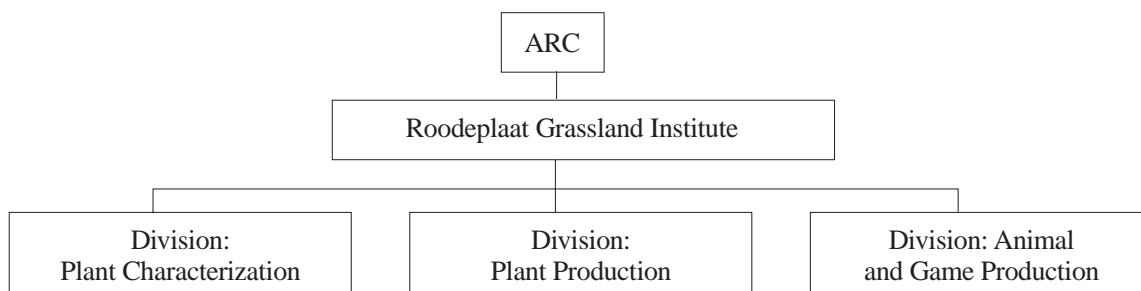 ARC
Roodeplaat Grassland Institute
Division:
Plant Characterization
Division:
Plant Production
Division: Animal
and Game Production